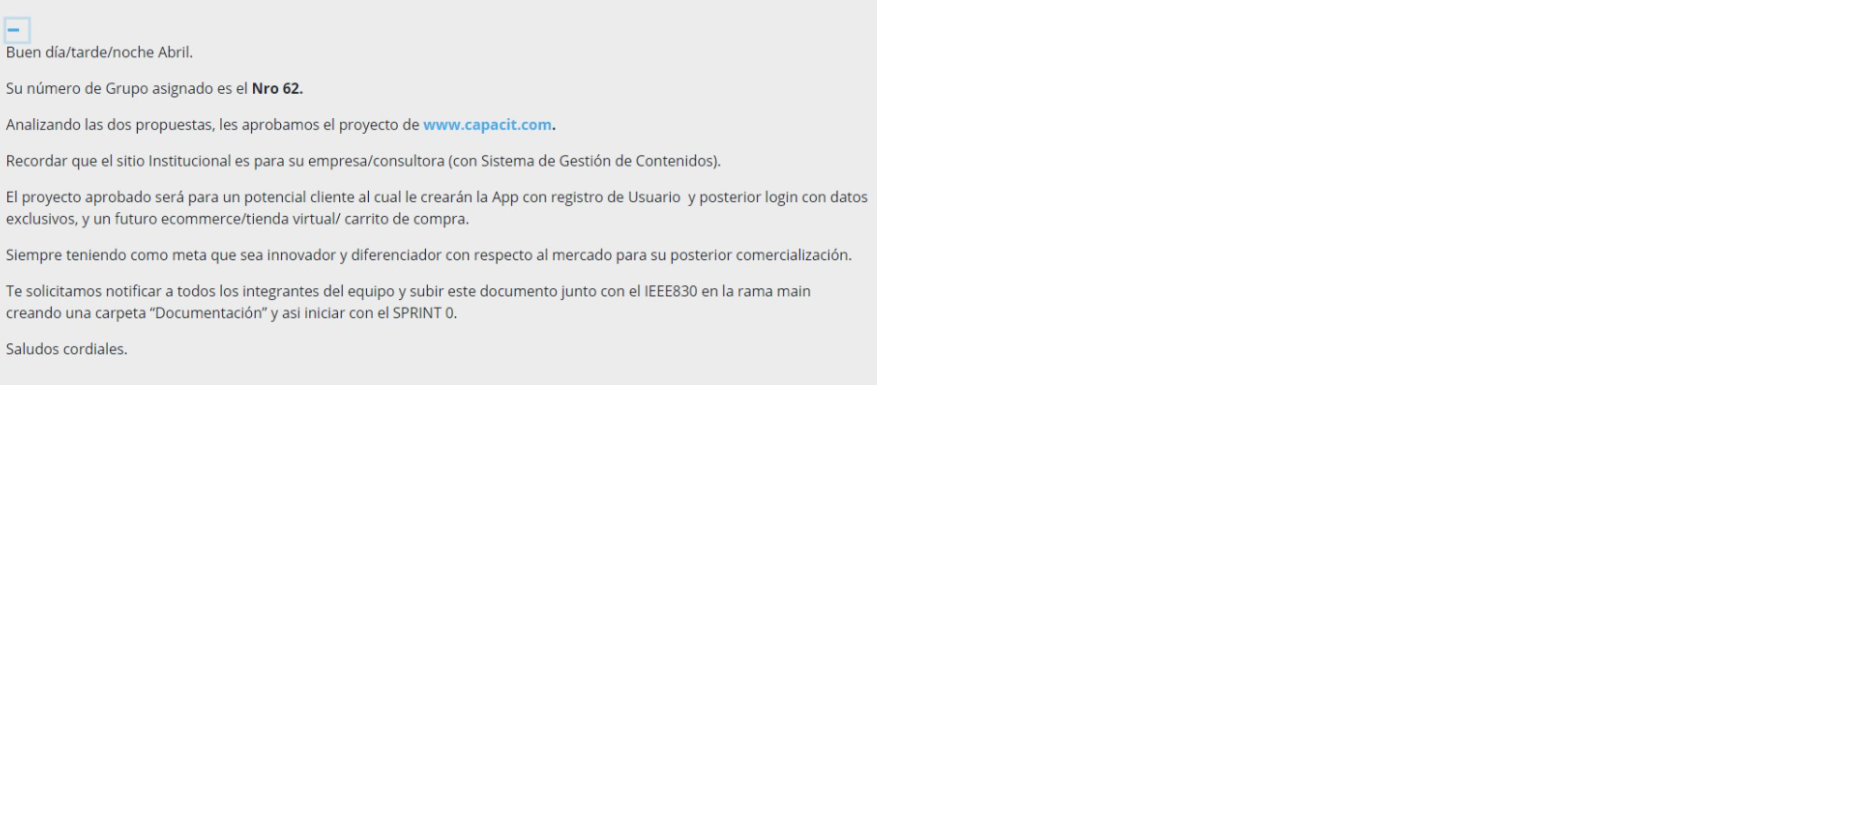 Buen día/tarde/noche Abril.
Su número de Grupo asignado es el Nro 62.
Analizando las dos propuestas, les aprobamos el proyecto de www.capacit.com.
Recordar que el sitio Institucional es para su empresa/consultora (con Sistema de Gestión de Contenidos).
El proyecto aprobado será para un potencial cliente al cual le crearán la App con registro de Usuario  y posterior login con datos
exclusivos, y un futuro ecommerce/tienda virtual/ carrito de compra.
Siempre teniendo como meta que sea innovador y diferenciador con respecto al mercado para su posterior comercialización.
Te solicitamos notificar a todos los integrantes del equipo y subir este documento junto con el IEEE830 en la rama main
creando una carpeta “Documentación” y asi iniciar con el SPRINT 0.
Saludos cordiales.